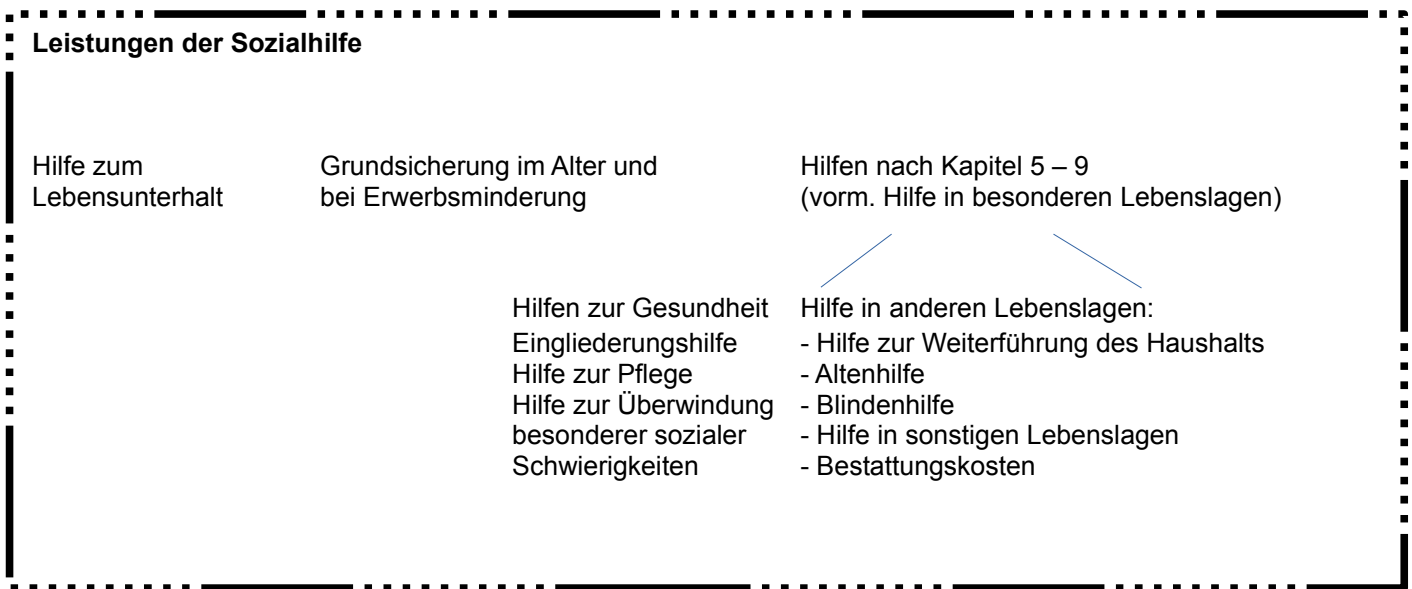 Leistungen der Sozialhilfe
Hilfe zum
Lebensunterhalt
Grundsicherung im Alter und
bei Erwerbsminderung
Hilfen nach Kapitel 5 – 9
(vorm. Hilfe in besonderen Lebenslagen)
Hilfen zur Gesundheit
Eingliederungshilfe
Hilfe zur Pflege
Hilfe zur Überwindung
besonderer sozialer
Schwierigkeiten
Hilfe in anderen Lebenslagen:
- Hilfe zur Weiterführung des Haushalts
- Altenhilfe
- Blindenhilfe
- Hilfe in sonstigen Lebenslagen
- Bestattungskosten